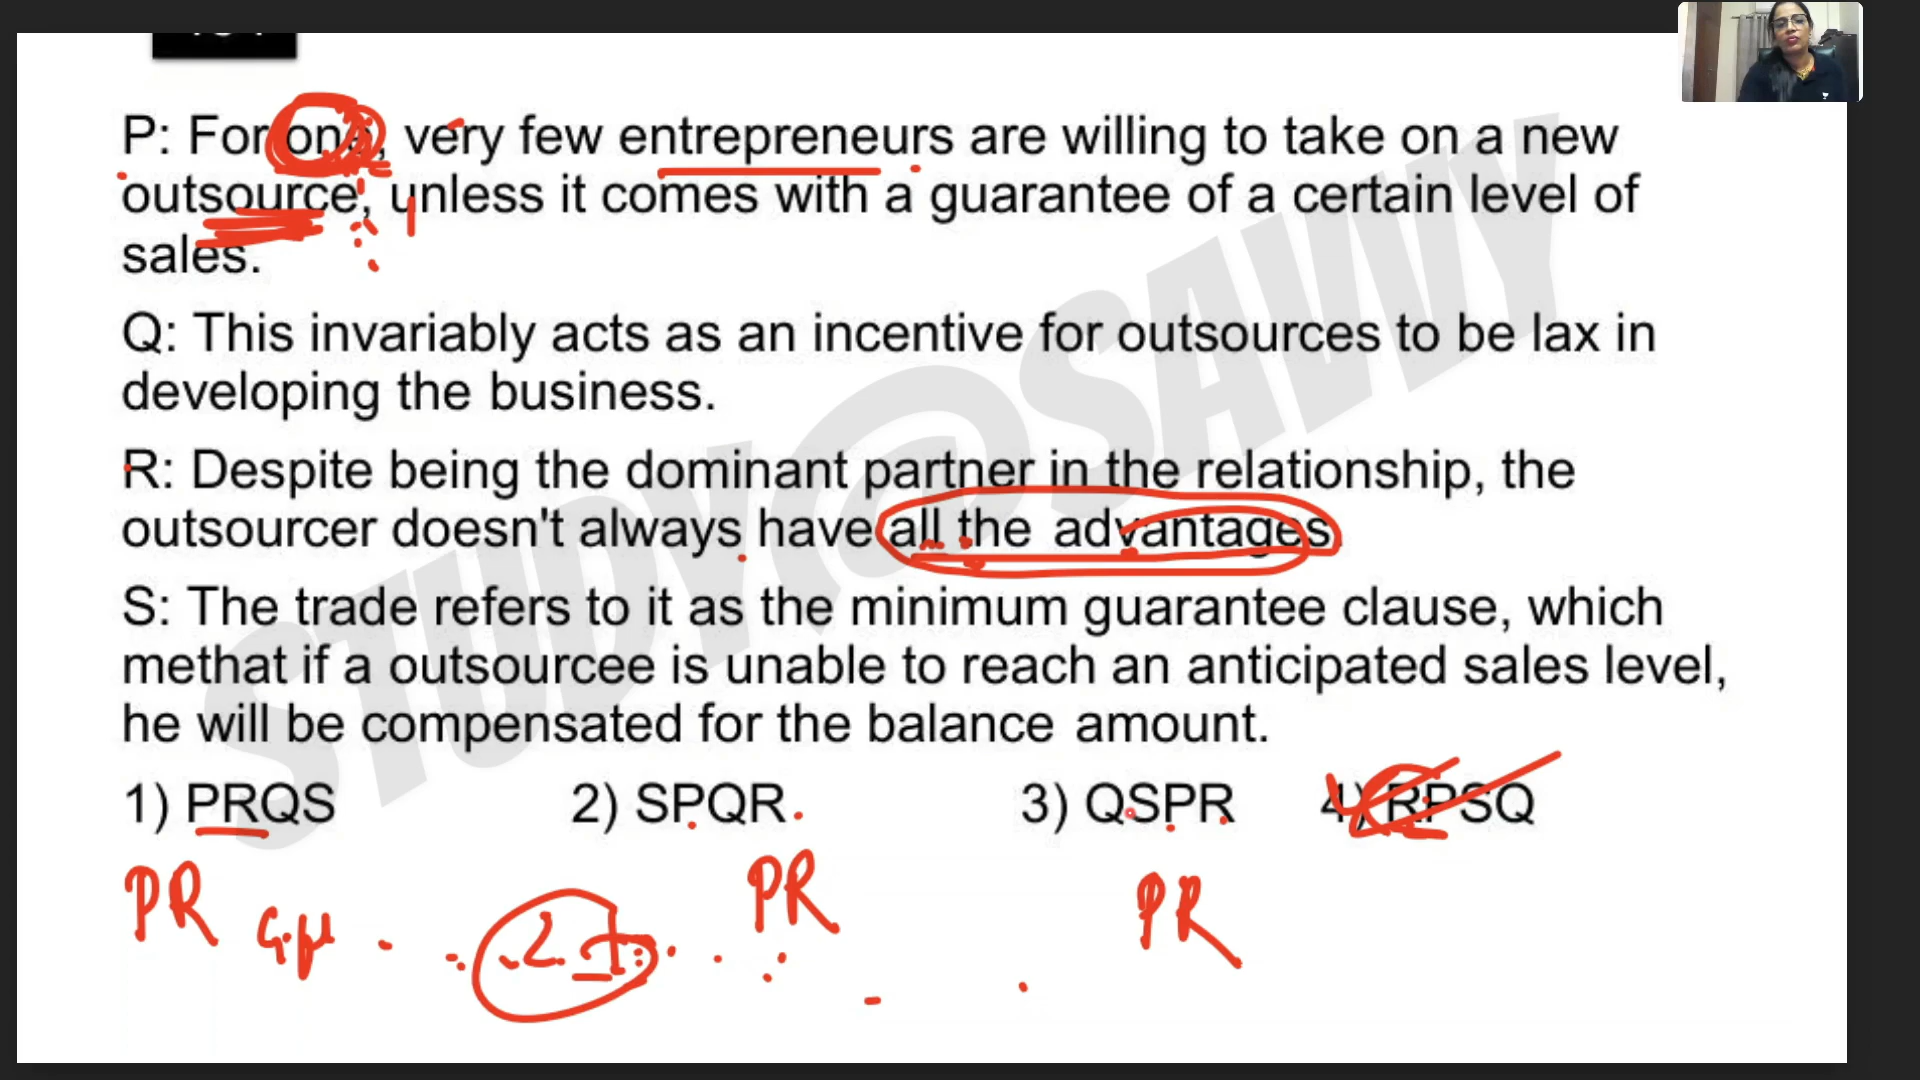 P: For one, very few entrepreneurs are willing to take on a new
outsource, unless it comes with a guarantee of a certain level of
sales.
Q: This invariably acts as an incentive for outsources to be lax in
developing the business.
R: Despite being the dominant partner in the relationship, the
outsourcer doesn't always have all the advantages.
S: The trade refers to it as the minimum guarantee clause, which
methat if a outsourcee is unable to reach an anticipated sales level,
he will be compensated for the balance amount.
1) PRQS 2) SPQR 3) QSPR 4) RPSQ
PR PR PR
STUDY@SAVVY